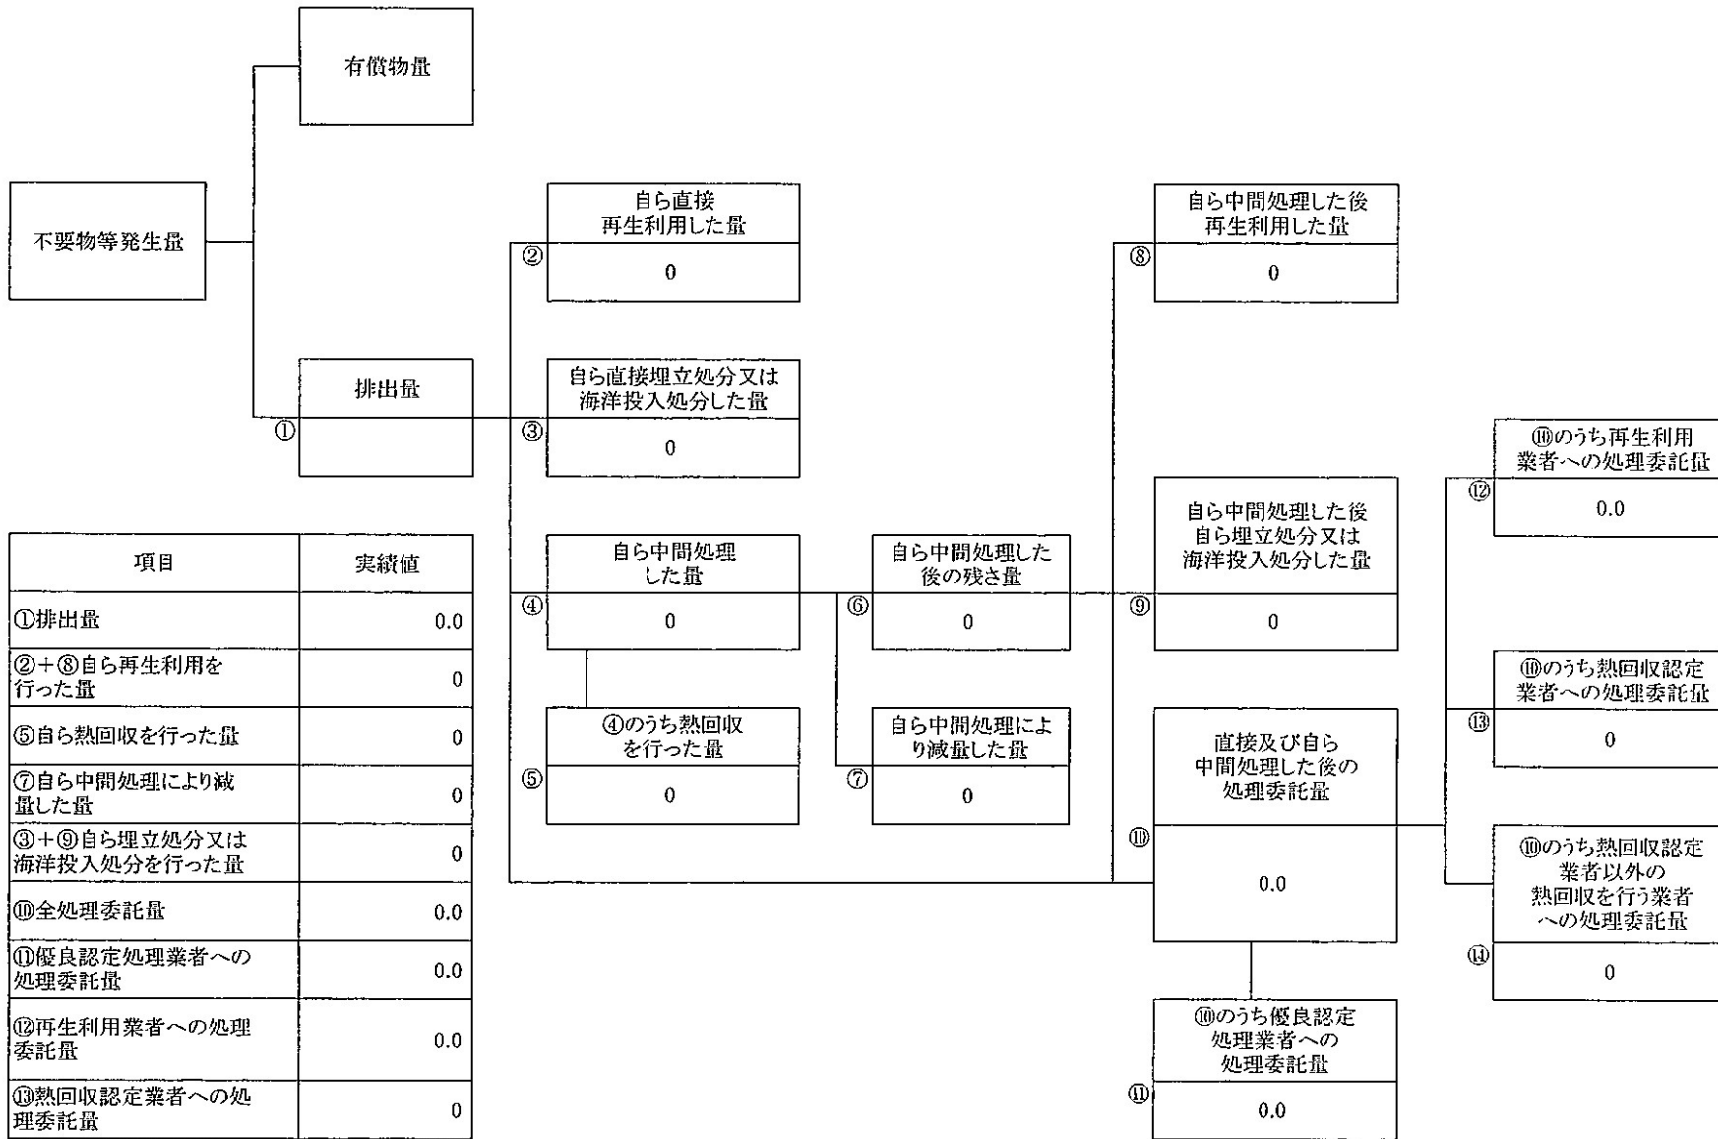 有償物量
不要物等発生量
自ら直接
再生利用した量
②
0
自ら中間処理した後
再生利用した量
⑧
0
排出量
①
自ら直接埋立処分又は
海洋投入処分した量
③
0
⑩のうち再生利用
業者への処理委託量
⑫
0.0
自ら中間処理した後
自ら埋立処分又は
海洋投入処分した量
⑨
0
自ら中間処理
した量
④
0
自ら中間処理した
後の残さ量
⑥
0
④のうち熱回収
を行った量
⑤
0
自ら中間処理によ
り減量した量
⑦
0
⑩のうち熱回収認定
業者への処理委託量
⑬
0
直接及び自ら
中間処理した後の
処理委託量
⑩
0.0
⑩のうち熱回収認定
業者以外の
熱回収を行う業者
への処理委託量
⑭
0
⑩のうち優良認定
処理業者への
処理委託量
⑪
0.0
項目 実績値
①排出量 0.0
②+⑧自ら再生利用を
行った量 0
⑤自ら熱回収を行った量 0
⑦自ら中間処理により減
量した量 0
③+⑨自ら埋立処分又は
海洋投入処分を行った量 0
⑩全処理委託量 0.0
⑪優良認定処理業者への
処理委託量 0.0
⑫再生利用業者への処理
委託量 0.0
⑬熱回収認定業者への処
理委託量 0